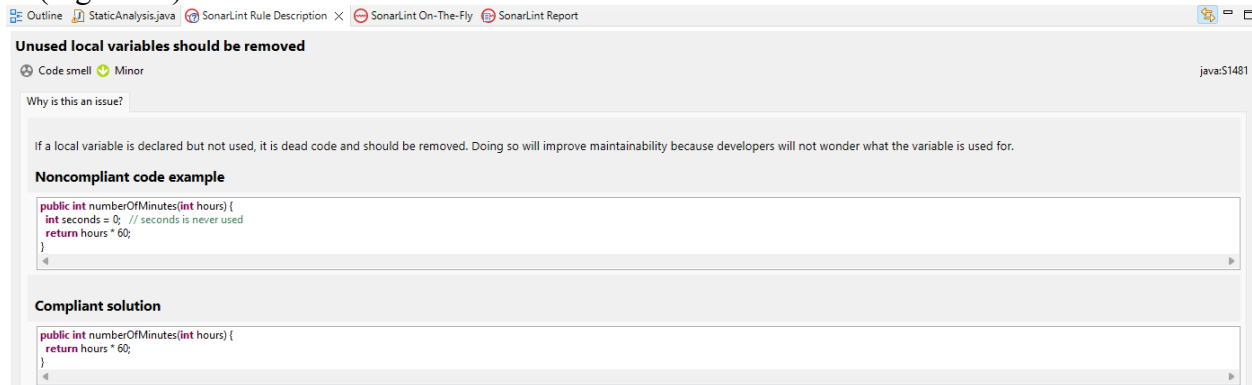 Outline StaticAnalysis.java SonarLint Rule Description SonarLint On-The-Fly SonarLint Report
Unused local variables should be removed
Code smell Minor java:S1481
Why is this an issue?
If a local variable is declared but not used, it is dead code and should be removed. Doing so will improve maintainability because developers will not wonder what the variable is used for.
Noncompliant code example
public int numberOfMinutes(int hours) {
int seconds = 0; // seconds is never used
return hours * 60;
}
Compliant solution
public int numberOfMinutes(int hours) {
return hours * 60;
}